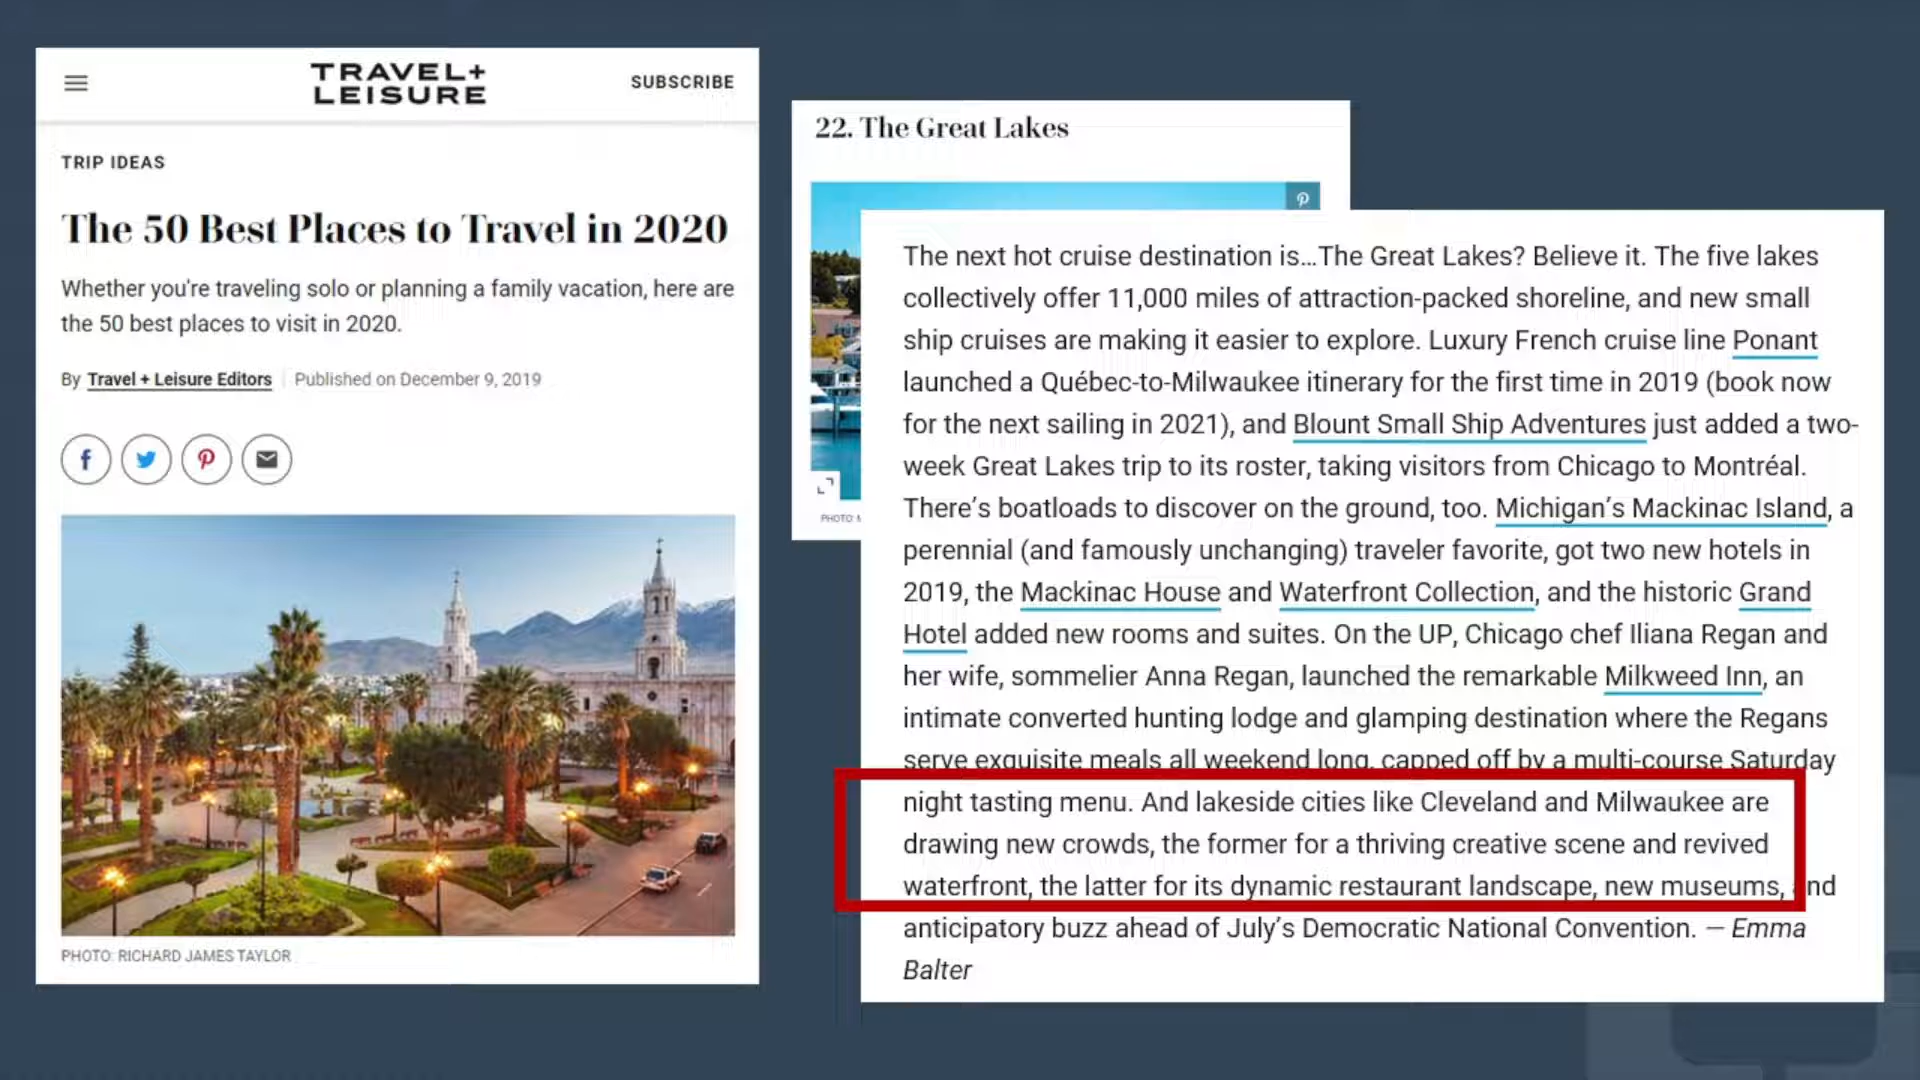 TRAVEL+
LEISURE
SUBSCRIBE
TRIP IDEAS
The 50 Best Places to Travel in 2020
Whether you're traveling solo or planning a family vacation, here are
the 50 best places to visit in 2020.
By Travel + Leisure Editors Published on December 9, 2019
PHOTO: RICHARD JAMES TAYLOR
22. The Great Lakes
PHOTO:
The next hot cruise destination is…The Great Lakes? Believe it. The five lakes
collectively offer 11,000 miles of attraction-packed shoreline, and new small
ship cruises are making it easier to explore. Luxury French cruise line Ponant
launched a Québec-to-Milwaukee itinerary for the first time in 2019 (book now
for the next sailing in 2021), and Blount Small Ship Adventures just added a two-
week Great Lakes trip to its roster, taking visitors from Chicago to Montréal.
There’s boatloads to discover on the ground, too. Michigan’s Mackinac Island, a
perennial (and famously unchanging) traveler favorite, got two new hotels in
2019, the Mackinac House and Waterfront Collection, and the historic Grand
Hotel added new rooms and suites. On the UP, Chicago chef Iliana Regan and
her wife, sommelier Anna Regan, launched the remarkable Milkweed Inn, an
intimate converted hunting lodge and glamping destination where the Regans
serve exquisite meals all weekend long, capped off by a multi-course Saturday
night tasting menu. And lakeside cities like Cleveland and Milwaukee are
drawing new crowds, the former for a thriving creative scene and revived
waterfront, the latter for its dynamic restaurant landscape, new museums, and
anticipatory buzz ahead of July’s Democratic National Convention. — Emma
Balter